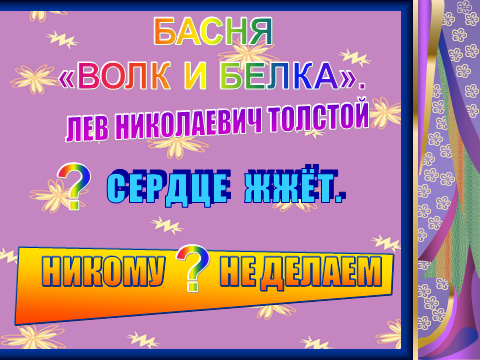 БАСНЯ
«ВОЛК И БЕЛКА».
ЛЕВ НИКОЛАЕВИЧ ТОЛСТОЙ
? СЕРДЦЕ ЖЖЁТ.
НИКОМУ ? НЕ ДЕЛАЕМ